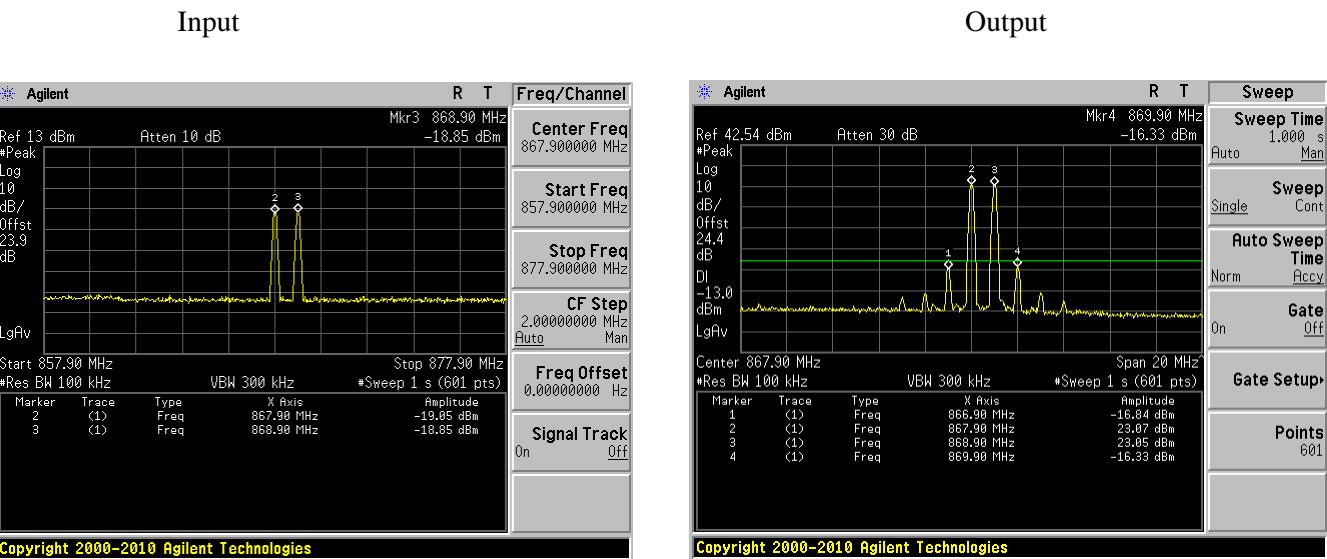 Input
Output
Agilent R T
Mkr3 868.90 MHz
Ref 13 dBm Atten 10 dB -18.85 dBm
#Peak
Log
10
dB/
Offst
23.9
dB
LgAv
2 3
Start 857.90 MHz Stop 877.90 MHz
#Res BW 100 kHz VBW 300 kHz #Sweep 1 s (601 pts)
Marker Trace Type X Axis Amplitude
2 (1) Freq 867.90 MHz -19.05 dBm
3 (1) Freq 868.90 MHz -18.85 dBm
Copyright 2000-2010 Agilent Technologies
Freq/Channel
Center Freq
867.900000 MHz
Start Freq
857.900000 MHz
Stop Freq
877.900000 MHz
CF Step
2.00000000 MHz
Auto Man
Freq Offset
0.00000000 Hz
Signal Track
On Off
Agilent R T
Mkr4 869.90 MHz
Ref 42.54 dBm Atten 30 dB -16.33 dBm
#Peak
Log
10
dB/
Offst
24.4
dB
DI
-13.0
dBm
LgAv
1 2 3 4
Center 867.90 MHz Span 20 MHz^
#Res BW 100 kHz VBW 300 kHz #Sweep 1 s (601 pts)
Marker Trace Type X Axis Amplitude
1 (1) Freq 866.90 MHz -16.84 dBm
2 (1) Freq 867.90 MHz 23.07 dBm
3 (1) Freq 868.90 MHz 23.05 dBm
4 (1) Freq 869.90 MHz -16.33 dBm
Copyright 2000-2010 Agilent Technologies
Sweep
Sweep Time
1.000 s
Auto Man
Sweep
Single Cont
Auto Sweep
Time
Norm Accy
Gate
On Off
Gate Setup▸
Points
601